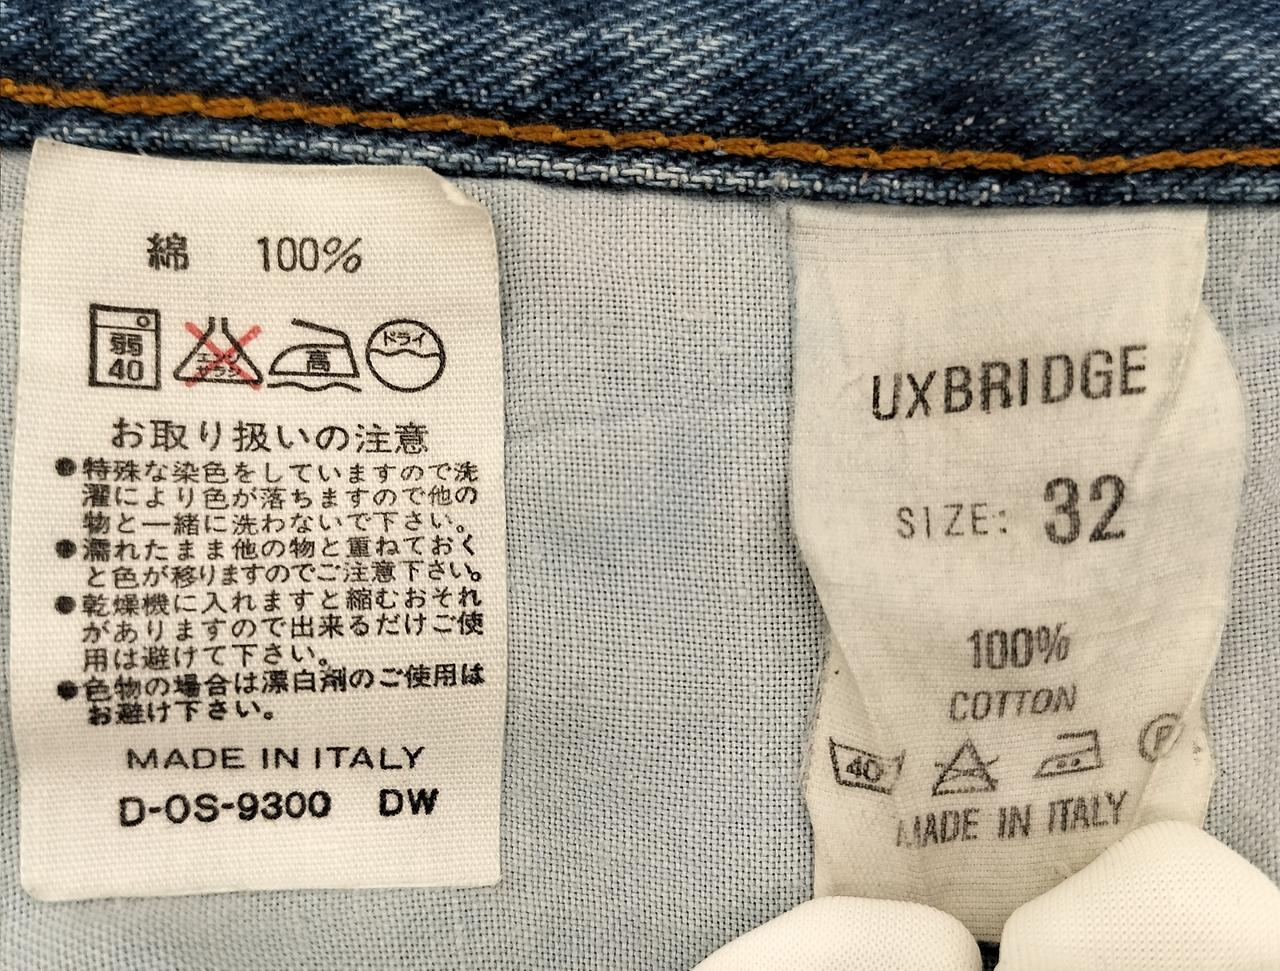 綿 100%
弱
40
エンソ
サラシ
高
ドライ
お取り扱いの注意
●特殊な染色をしていますので洗
濯により色が落ちますので他の
物と一緒に洗わないで下さい。
●濡れたまま他の物と重ねておく
と色が移りますのでご注意下さい。
●乾燥機に入れますと縮むおそれ
がありますので出来るだけご使
用は避けて下さい。
●色物の場合は漂白剤のご使用は
お避け下さい。
MADE IN ITALY
D-OS-9300 DW
UXBRIDGE
SIZE: 32
100%
COTTON
40
P
MADE IN ITALY